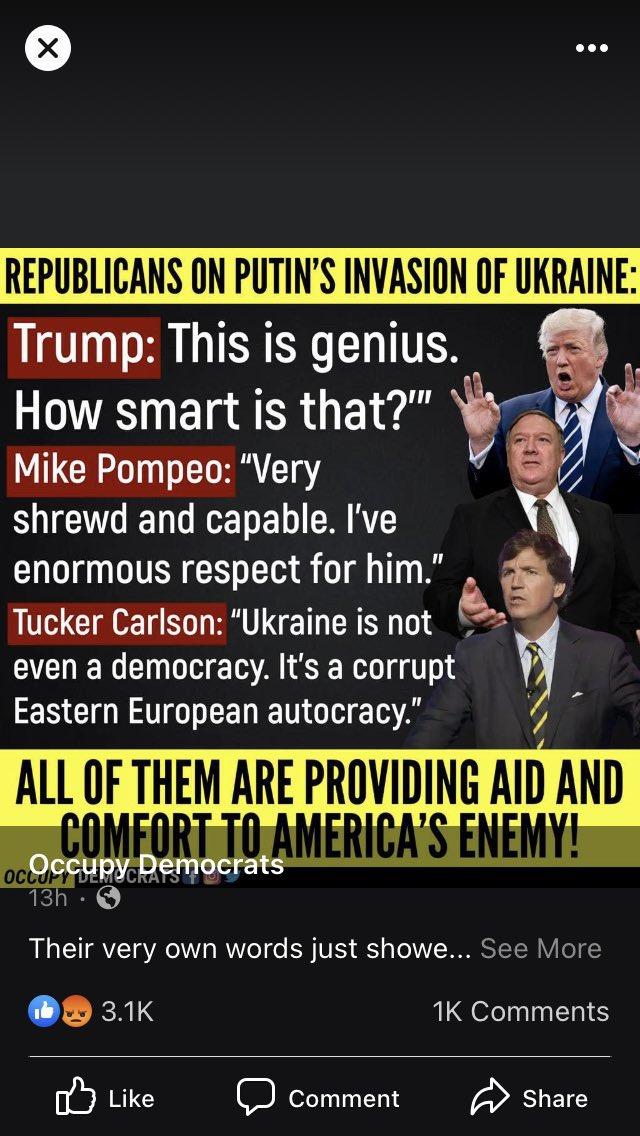 REPUBLICANS ON PUTIN'S INVASION OF UKRAINE:
Trump: This is genius.
How smart is that?'"
Mike Pompeo: "Very
shrewd and capable. I've
enormous respect for him."
Tucker Carlson: "Ukraine is not
even a democracy. It's a corrupt
Eastern European autocracy."
ALL OF THEM ARE PROVIDING AID AND
COMFORT TO AMERICA'S ENEMY!
Occupy Democrats
OCCUPY DEMOCRATS
13h ·
Their very own words just showe... See More
3.1K 1K Comments
Like Comment Share